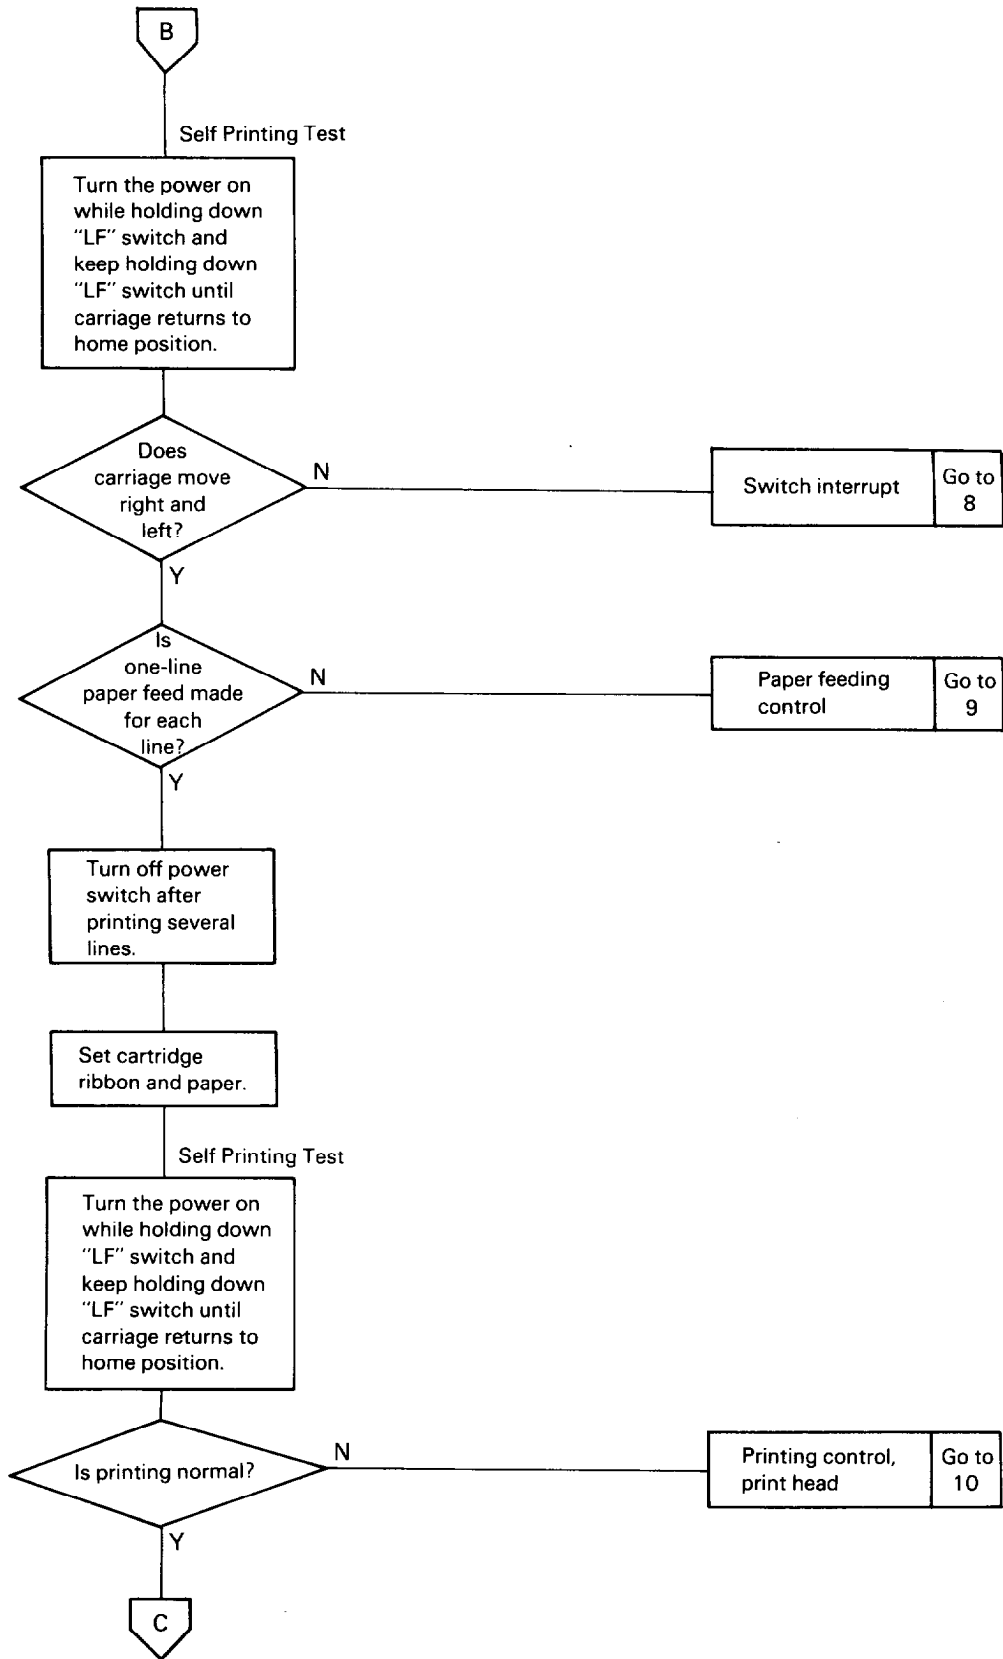 B
Self Printing Test
Turn the power on
while holding down
"LF" switch and
keep holding down
"LF" switch until
carriage returns to
home position.
Does
carriage move
right and
left?
N
Switch interrupt
Go to
8
Y
Is
one-line
paper feed made
for each
line?
N
Paper feeding
control
Go to
9
Y
Turn off power
switch after
printing several
lines.
Set cartridge
ribbon and paper.
Self Printing Test
Turn the power on
while holding down
"LF" switch and
keep holding down
"LF" switch until
carriage returns to
home position.
Is printing normal?
N
Printing control,
print head
Go to
10
Y
C